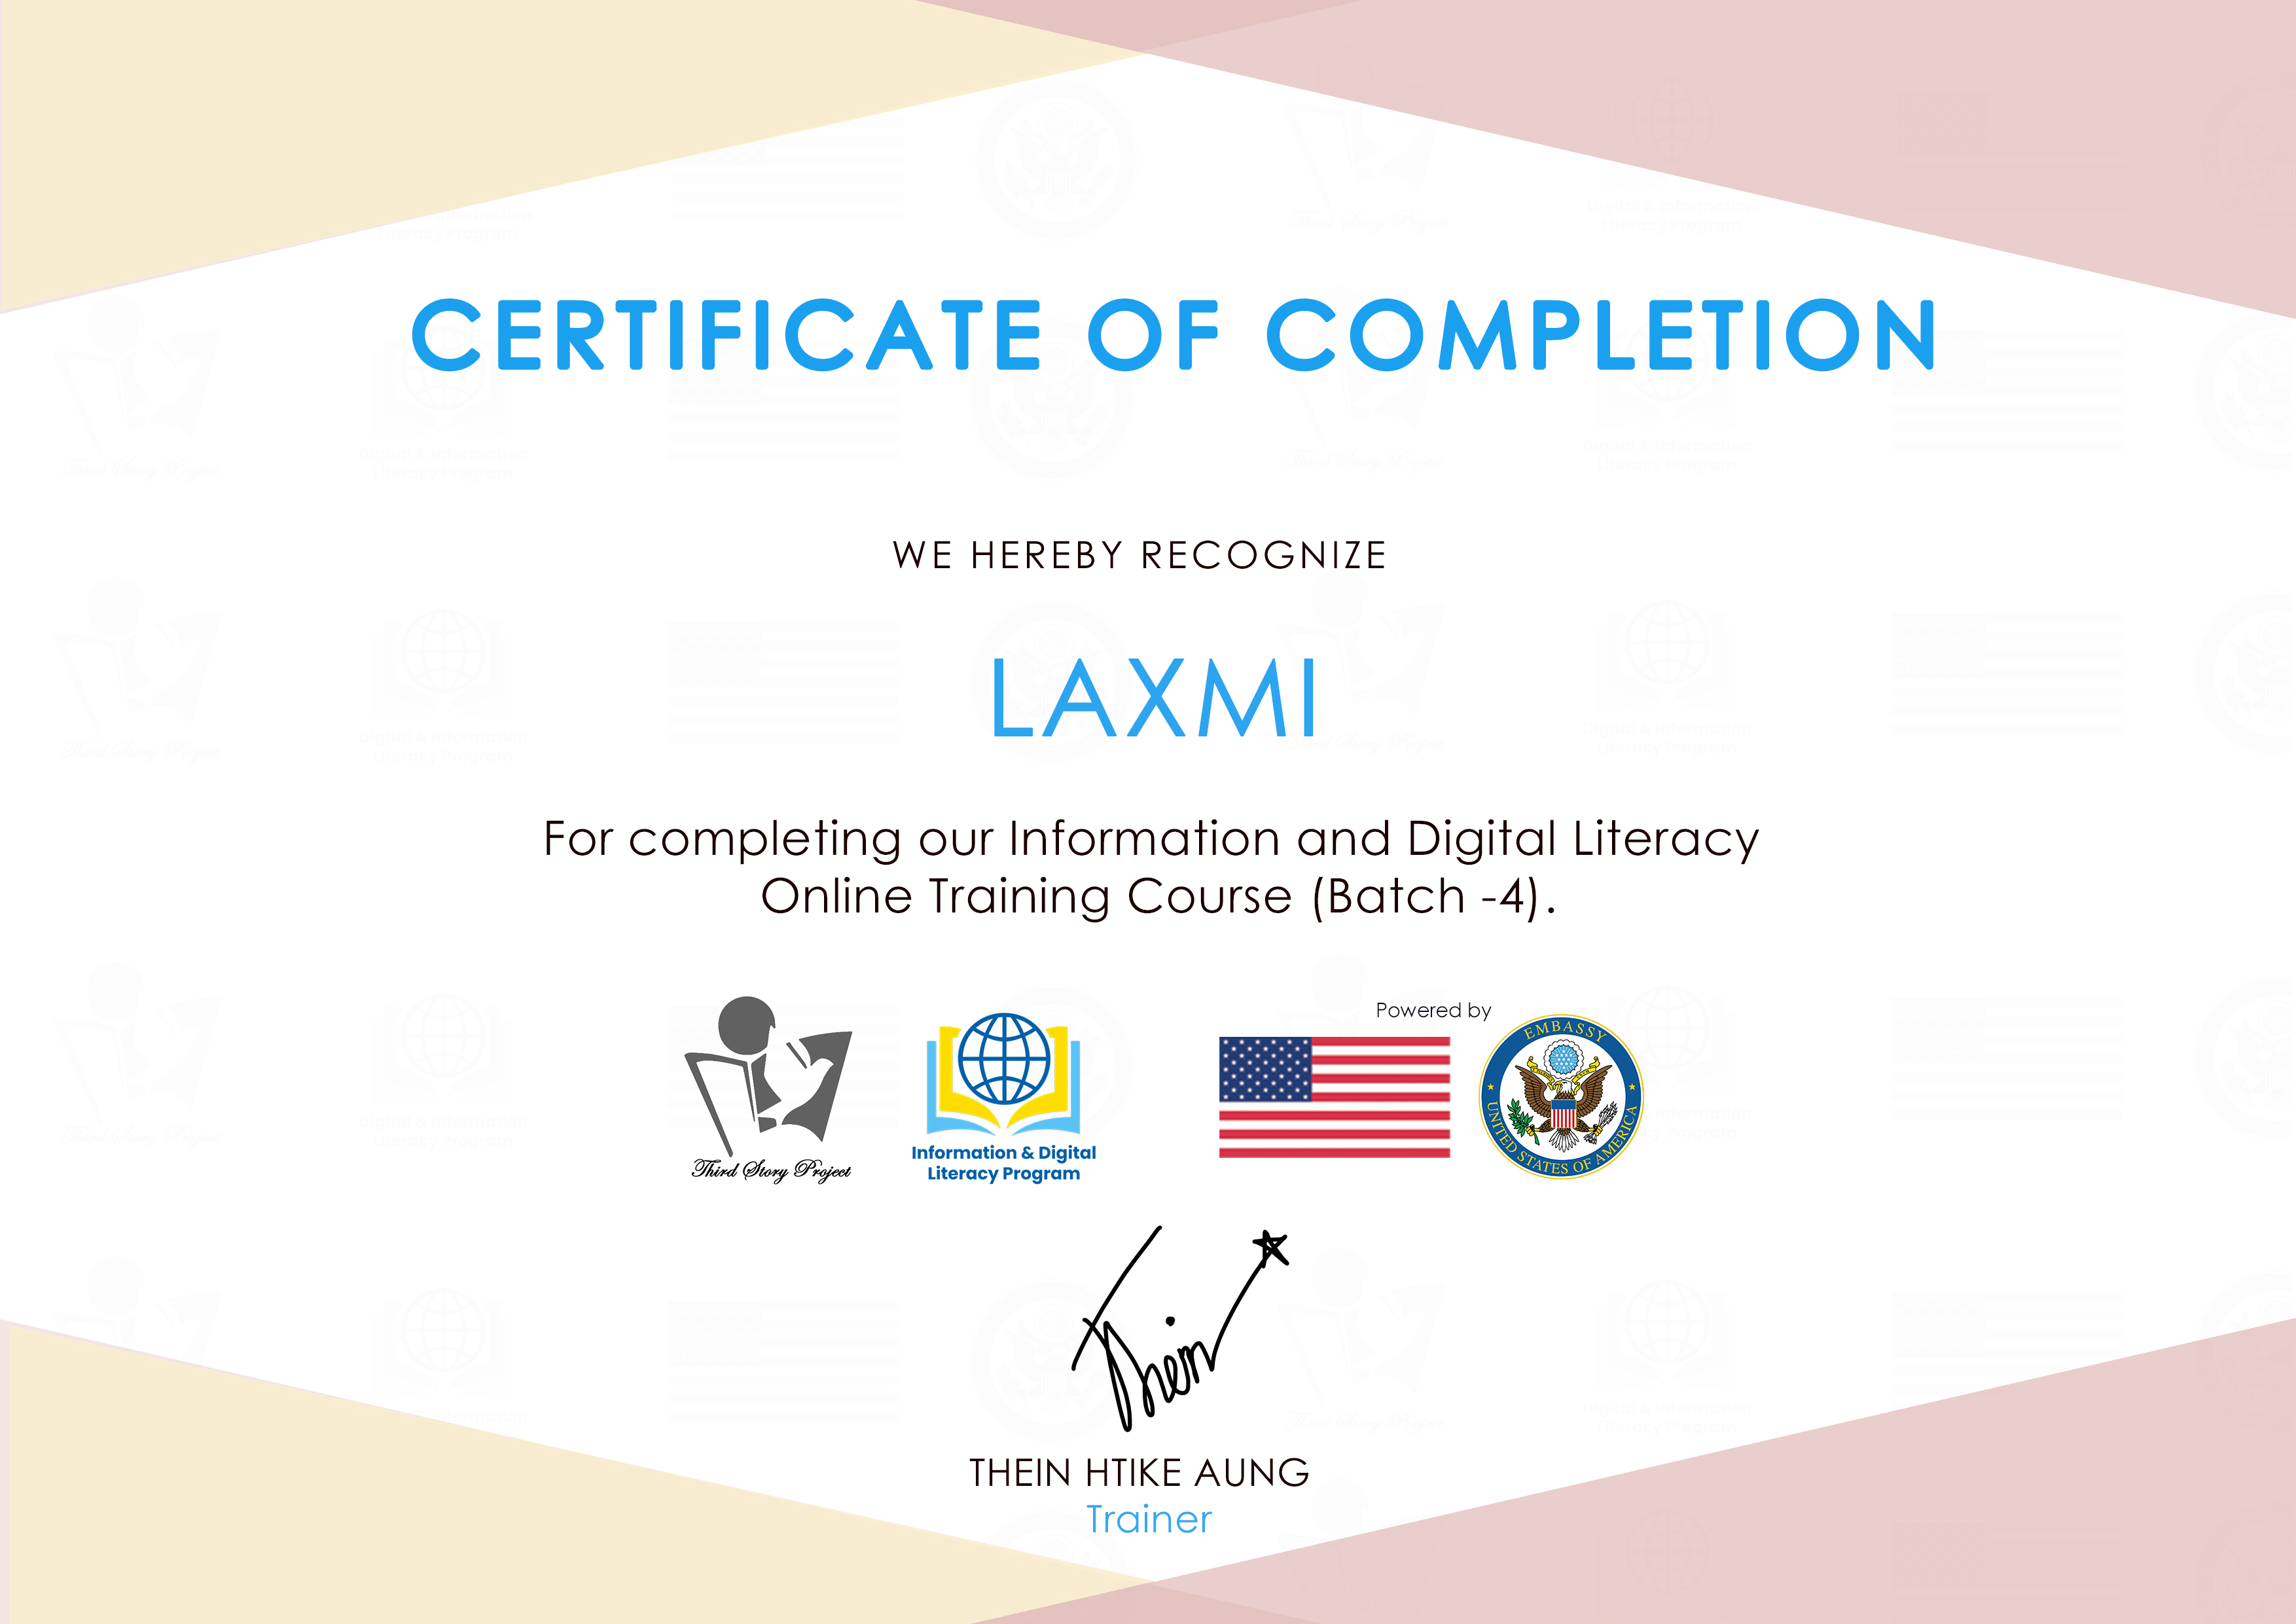 CERTIFICATE OF COMPLETION
WE HEREBY RECOGNIZE
LAXMI
For completing our Information and Digital Literacy
Online Training Course (Batch -4).
Third Story Project
Information & Digital
Literacy Program
Powered by
EMBASSY
UNITED STATES OF AMERICA
Thein
THEIN HTIKE AUNG
Trainer